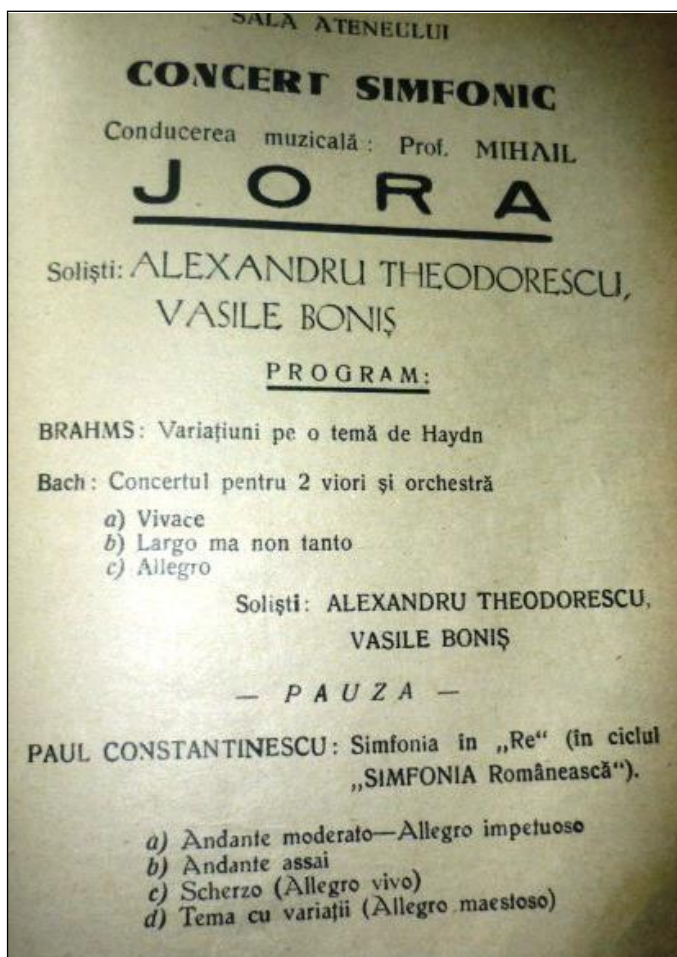 SALA ATENEULUI
CONCERT SIMFONIC
Conducerea muzicală : Prof. MIHAIL
JORA
Soliști: ALEXANDRU THEODORESCU,
VASILE BONIȘ
PROGRAM:
BRAHMS : Variațiuni pe o temă de Haydn
Bach : Concertul pentru 2 viori și orchestră
a) Vivace
b) Largo ma non tanto
c) Allegro
Soliști : ALEXANDRU THEODORESCU,
VASILE BONIȘ
— PAUZA —
PAUL CONSTANTINESCU : Simfonia în „Re“ (în ciclul
„SIMFONIA Românească“).
a) Andante moderato—Allegro impetuoso
b) Andante assai
c) Scherzo (Allegro vivo)
d) Tema cu variații (Allegro maestoso)